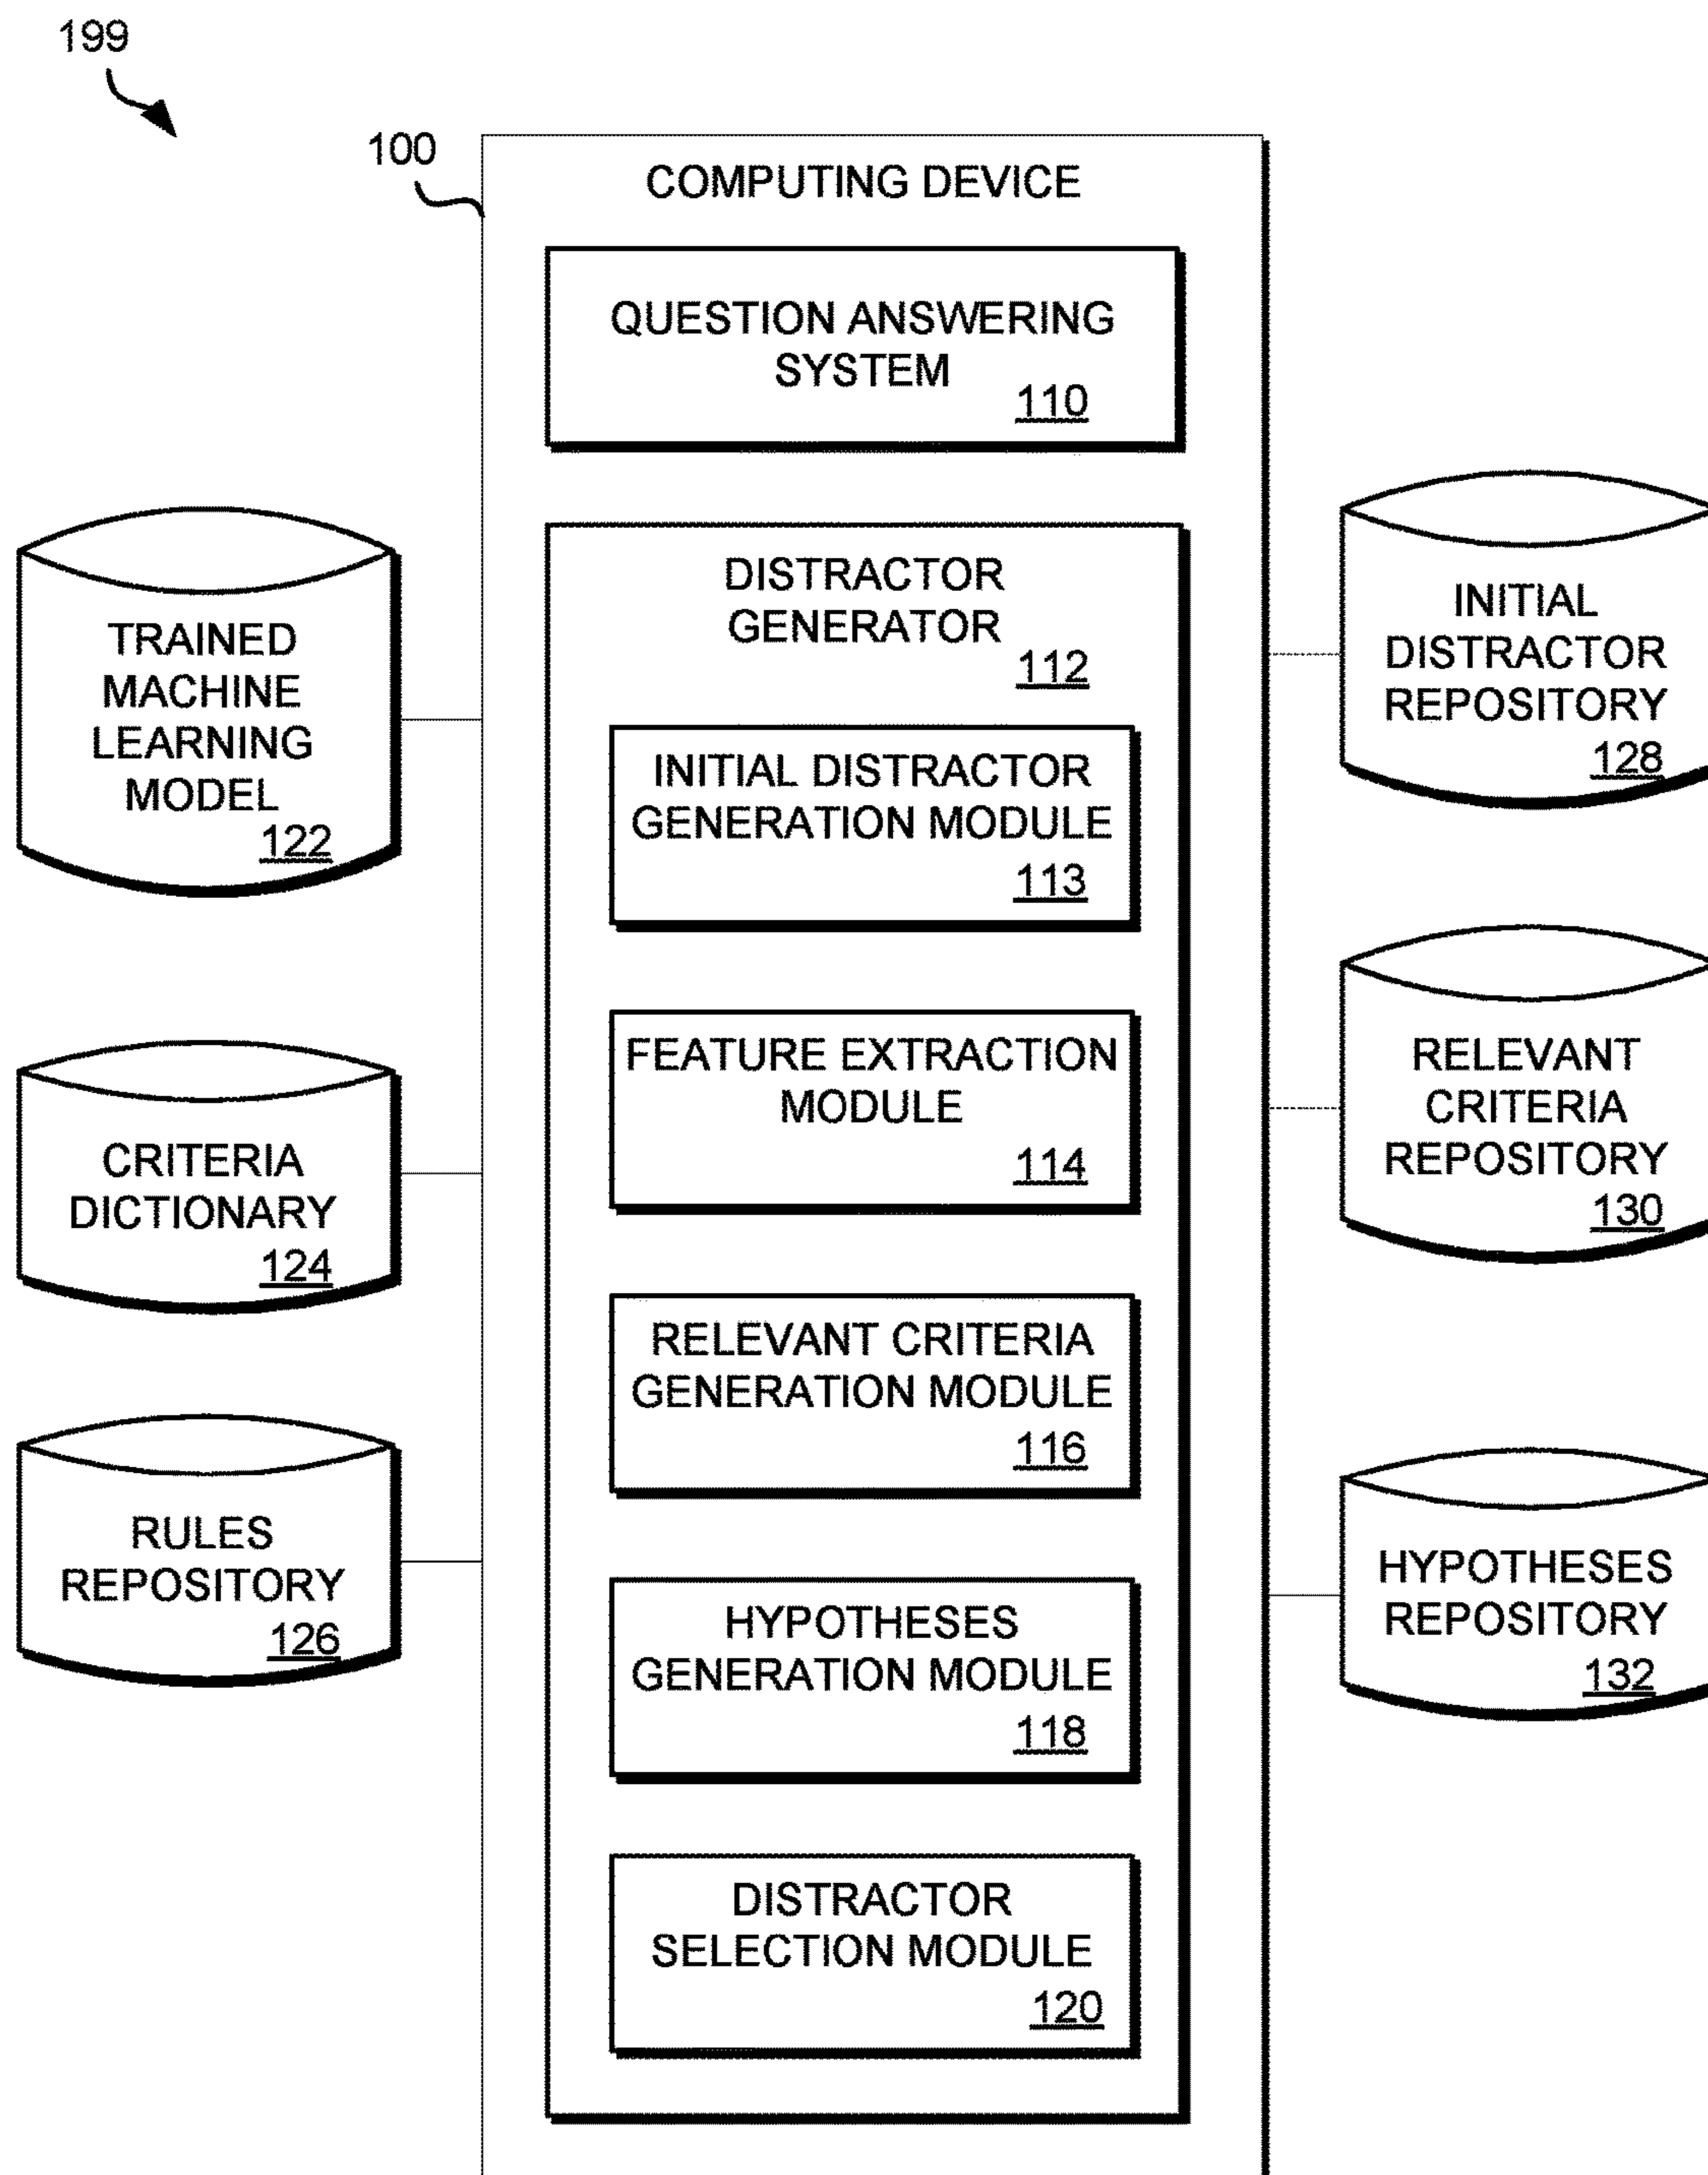 199
100
COMPUTING DEVICE
QUESTION ANSWERING
SYSTEM
110
DISTRACTOR
GENERATOR
112
INITIAL DISTRACTOR
GENERATION MODULE
113
FEATURE EXTRACTION
MODULE
114
RELEVANT CRITERIA
GENERATION MODULE
116
HYPOTHESES
GENERATION MODULE
118
DISTRACTOR
SELECTION MODULE
120
TRAINED
MACHINE
LEARNING
MODEL
122
CRITERIA
DICTIONARY
124
RULES
REPOSITORY
126
INITIAL
DISTRACTOR
REPOSITORY
128
RELEVANT
CRITERIA
REPOSITORY
130
HYPOTHESES
REPOSITORY
132